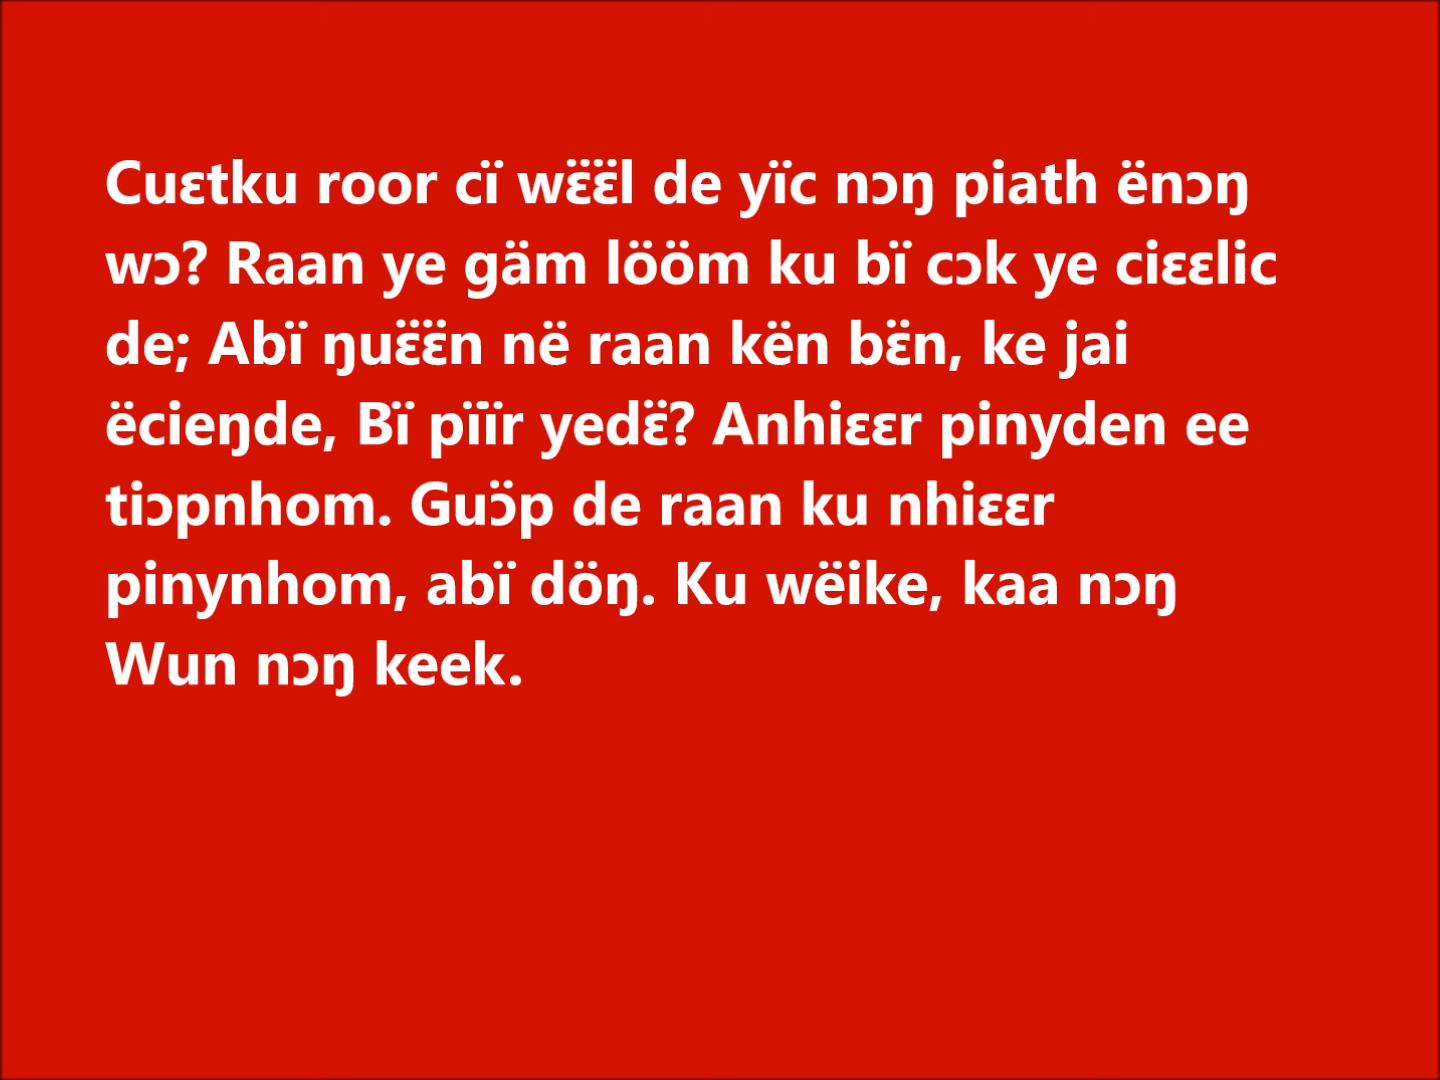 Cuɛtku roor cï wɛ̈ɛ̈l de yïc nɔŋ piath ënɔŋ
wɔ? Raan ye gäm lööm ku bï cɔk ye ciɛɛlic
de; Abï ŋuɛ̈ɛ̈n në raan kën bɛ̈n, ke jai
ëcieŋde, Bï pïïr yedɛ̈? Anhiɛɛr pinyden ee
tiɔpnhom. Guɔ̈p de raan ku nhiɛɛr
pinynhom, abï döŋ. Ku wëike, kaa nɔŋ
Wun nɔŋ keek.